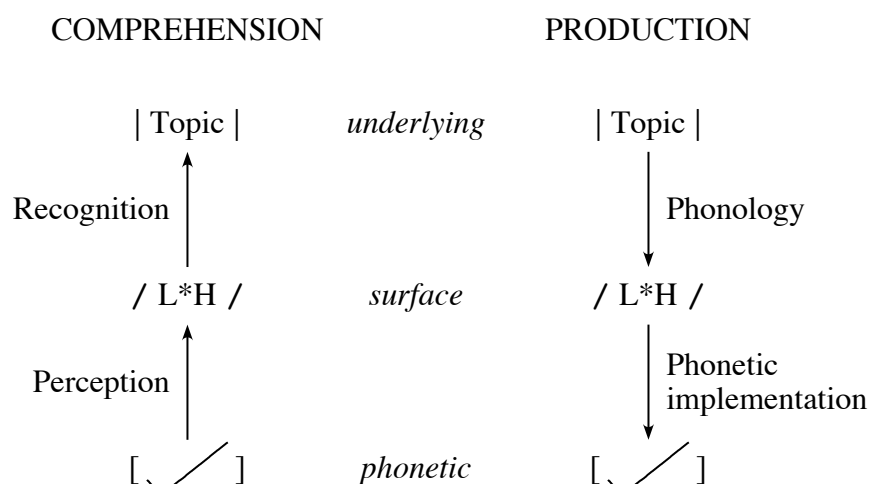 COMPREHENSION PRODUCTION
| Topic | underlying | Topic |
Recognition Phonology
/ L*H / surface / L*H /
Perception Phonetic
implementation
[ ] phonetic [ ]